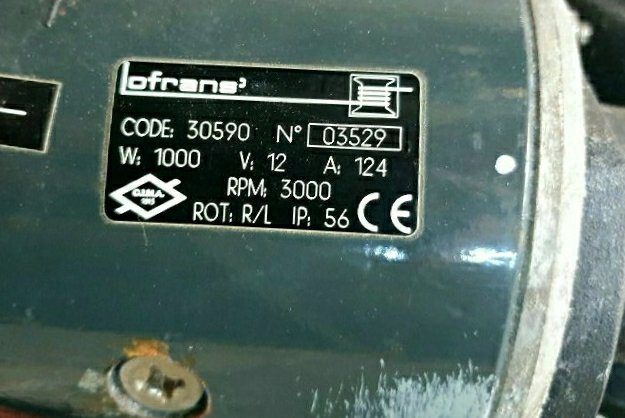 Lofrans'
CODE: 30590 N° 03529
W: 1000 V: 12 A: 124
RPM: 3000
C.I.M.A.
ROT: R/L IP: 56 CE